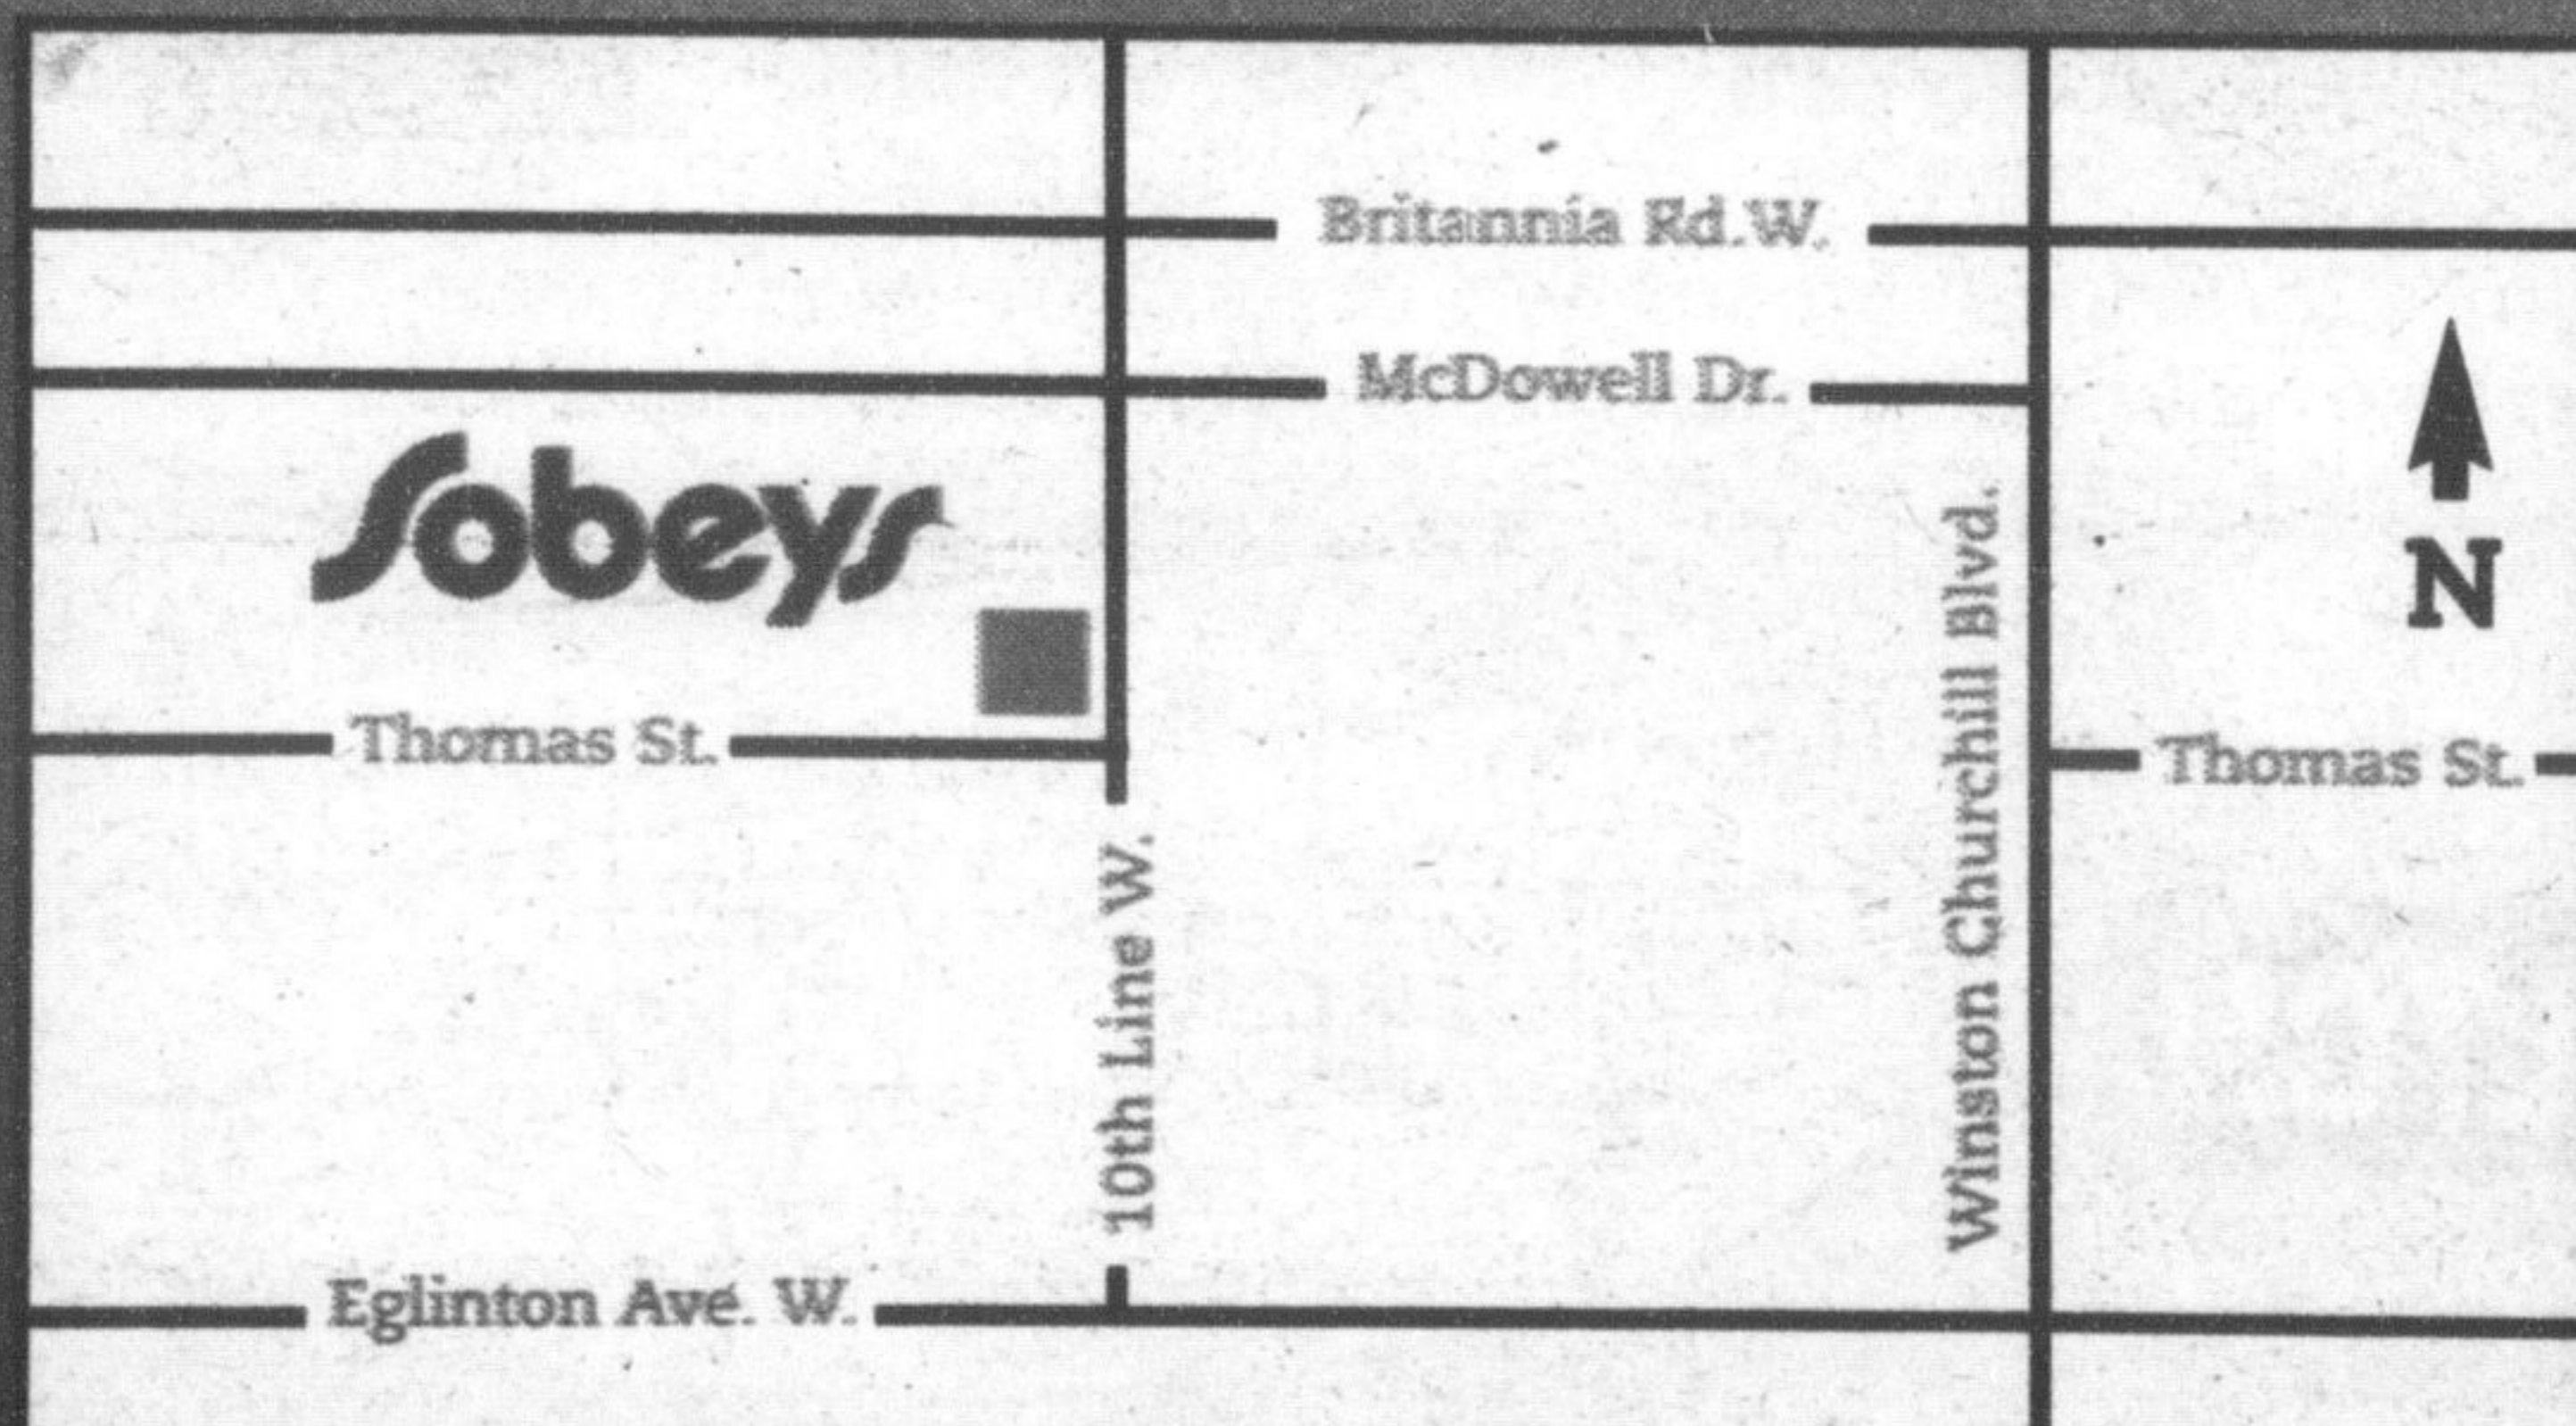 Britannia Rd.W.
McDowell Dr.
Sobeys
N
Thomas St.
Thomas St.
Winston Churchill Blvd.
10th Line W.
Eglinton Ave. W.